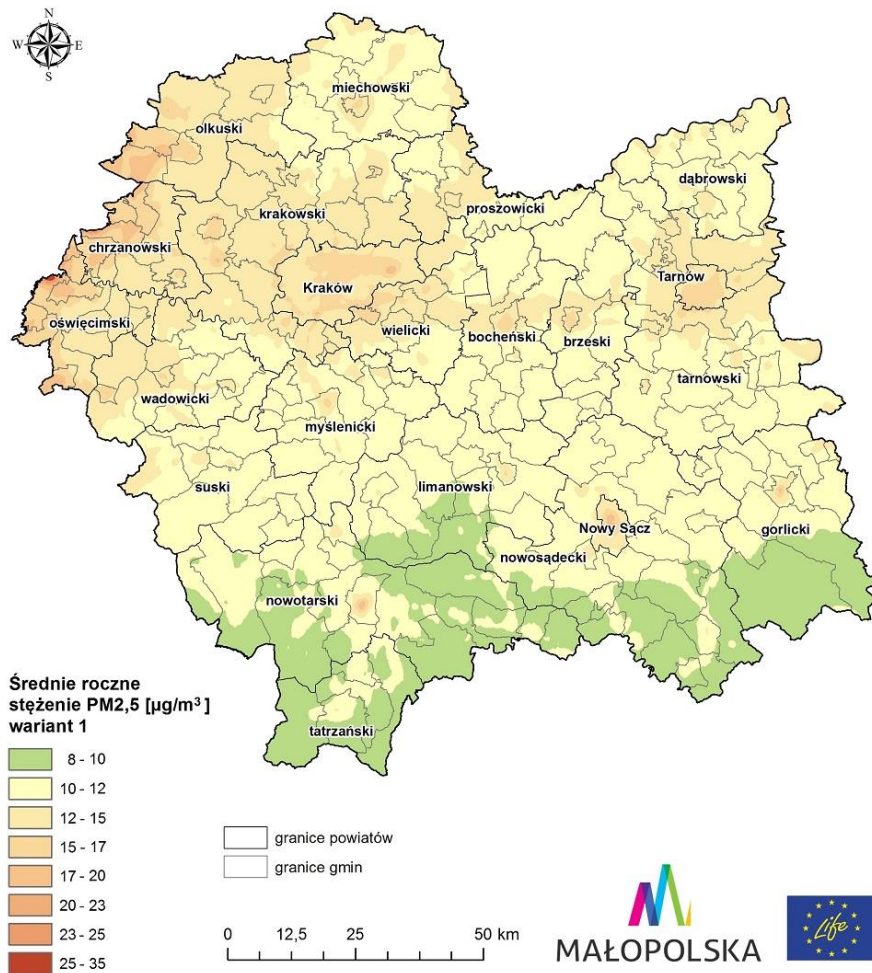 N
W E
S
miechowski
olkuski
dąbrowski
proszowicki
krakowski
chrzanowski
Tarnów
Kraków
oświęcimski
wielicki
bocheński
brzeski
tarnowski
wadowicki
myślenicki
suski
limanowski
Nowy Sącz
gorlicki
nowosądecki
nowotarski
tatrzański
Średnie roczne
stężenie PM2,5 [µg/m³]
wariant 1
8 - 10
10 - 12
12 - 15
15 - 17
17 - 20
20 - 23
23 - 25
25 - 35
granice powiatów
granice gmin
0 12,5 25 50 km
MAŁOPOLSKA
Life